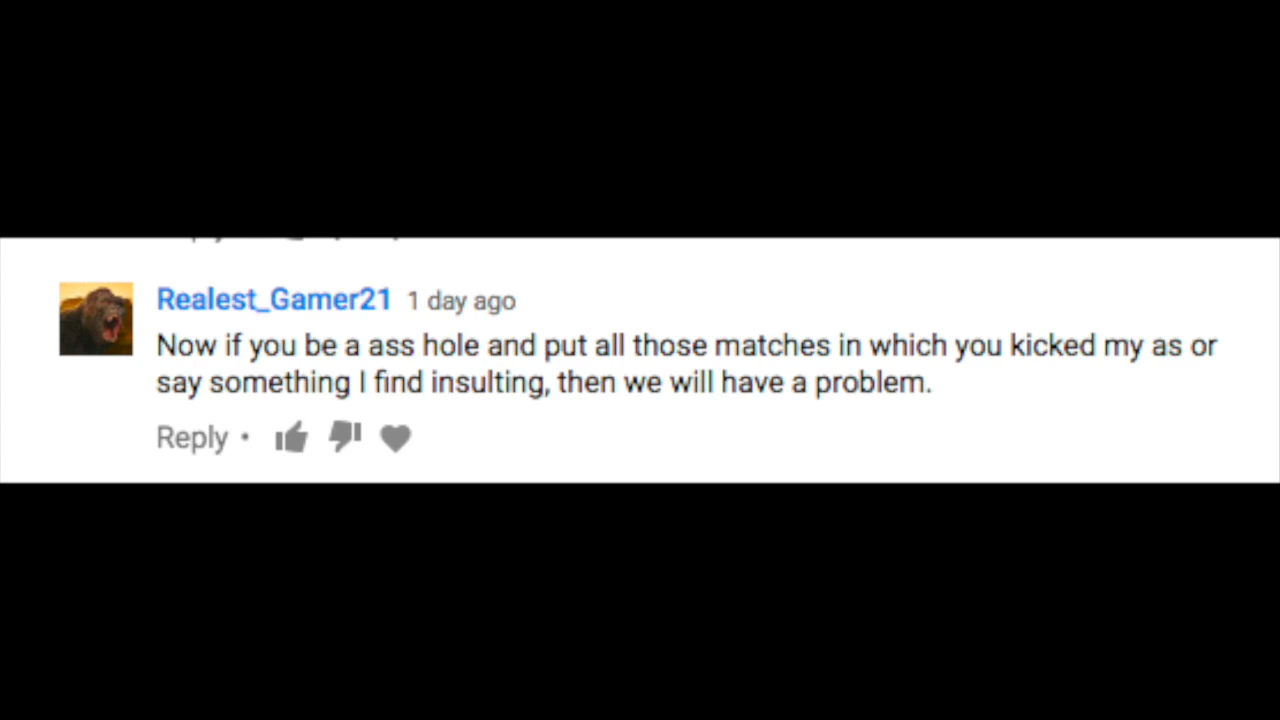 Realest_Gamer21 1 day ago
Now if you be a ass hole and put all those matches in which you kicked my as or
say something I find insulting, then we will have a problem.
Reply •